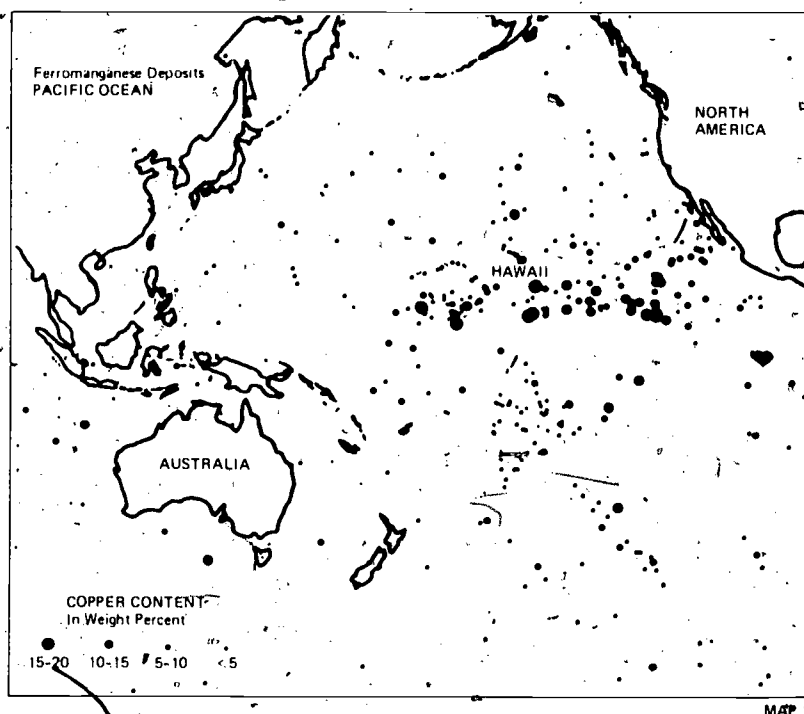 Ferromanganese Deposits
PACIFIC OCEAN
NORTH
AMERICA
HAWAII
AUSTRALIA
COPPER CONTENT
In Weight Percent
15-20 10-15 5-10 <5
MAP